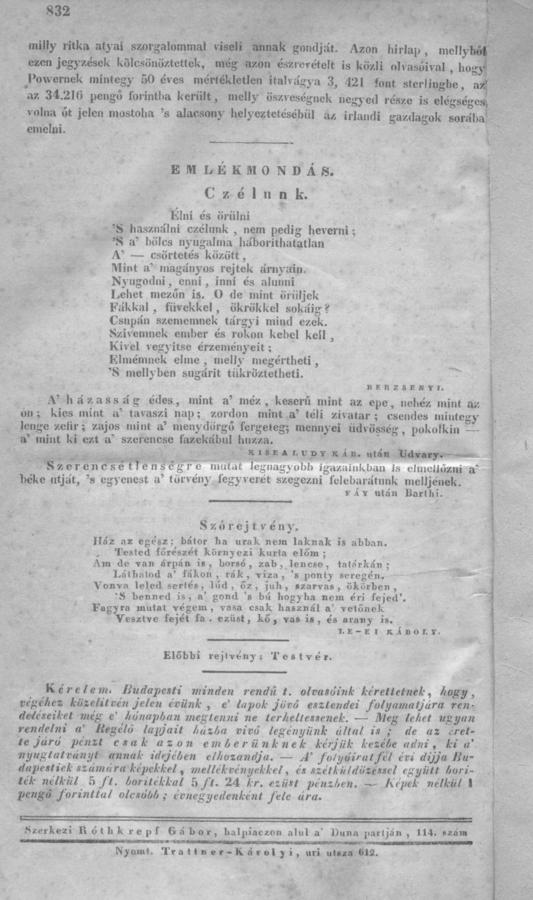 832
milly ritka atyai szorgalommal viseli annak gondját. Azon hirlap, mellyből
ezen jegyzések kölcsönöztettek, még azon észrevételt is közli olvasóival, hogy
Powernek mintegy 50 éves mértékletlen italvágya 3, 421 font sterlingbe, az
az 34.210 pengő forintba került, melly öszveségnek negyed része is elégséges
volna őt jelen mostoha 's alacsony helyeztetéséből az irlandi gazdagok sorába
emelni.
EMLÉKMONDÁS.
Czélunk.
Élni és örülni
'S használni czélunk, nem pedig heverni;
'S a' bölcs nyugalma háboríthatatlan
A' — csörtetés között,
Mint a' magányos rejtek árnyain.
Nyugodni, enni, inni és alunni
Lehet mezőn is. O de mint örüljek
Fákkal, füvekkel, ökrökkel sokáig?
Csupán szememnek tárgyi mind ezek.
Szivemnek ember és rokon kebel kell,
Kivel vegyitse érzeményeit;
Elmémnek elme, melly megértheti,
'S mellyben sugárit tükröztetheti.
BERZSENYI.
A' házasság édes, mint a' méz, keserű mint az epe, nehéz mint az
ón; kies mint a' tavaszi nap; zordon mint a' téli zivatar; csendes mintegy
lenge zefir; zajos mint a' menydörgő fergeteg; mennyei üdvösség, pokolkin —
a' mint ki ezt a' szerencse fazekábul huzza.
KISFALUDY KÁR. után Udvary.
Szerencsétlenségre mutat legnagyobb igazainkban is elmellőzni a'
béke utját, 's egyenest a' törvény fegyverét szegezni felebarátunk melljének.
FÁY után Barthi.
Szórejtvény.
Ház az egész; bátor ha urak nem laknak is abban.
Tested főrészét környezi kurta előm;
Ám de van árpán is, borsó, zab, lencse, tatárkán;
Láthatod a' fákon, rák, viza, 's ponty seregén.
Vonva leled sertés, lúd, őz, juh, szarvas, ökörben,
'S benned is, a' gond 's bú hogyha nem éri fejed'.
Fagyra mutat végem, vasa csak használ a' vetőnek
Vesztve fejét fa. ezüst, kő, vas is, és arany is.
LE—EI KÁROLY.
Előbbi rejtvény: Testvér.
Kérelem. Budapesti minden rendű t. olvasóink kérettetnek, hogy,
végéhez közelitvén jelen évünk, e' lapok jövő esztendei folyamatjára ren-
deléseiket még e' hónapban megtenni ne terheltessenek. — Meg lehet ugyan
rendelni a' Regélő lapjait házba vivő legényünk által is; de az éret-
te járó pénzt csak azon emberünknek kérjük kezébe adni, ki a'
nyugtatványt annak idejében elhozandja. — A' folyóirat fél évi dijja Bu-
dapestiek számára képekkel, mellékvényekkel, és szétküldözéssel együtt bori-
ték nélkül 5 ft. boritékkal 5 ft. 24 kr. ezüst pénzben. — Képek nélkül 1
pengő forinttal olcsóbb; évnegyedenként fele ára.
Szerkezi Róthkrepf Gábor, halpiaczon alul a' Duna partján, 114. szám
Nyomt. Trattner-Károlyi, uri utsza 612.